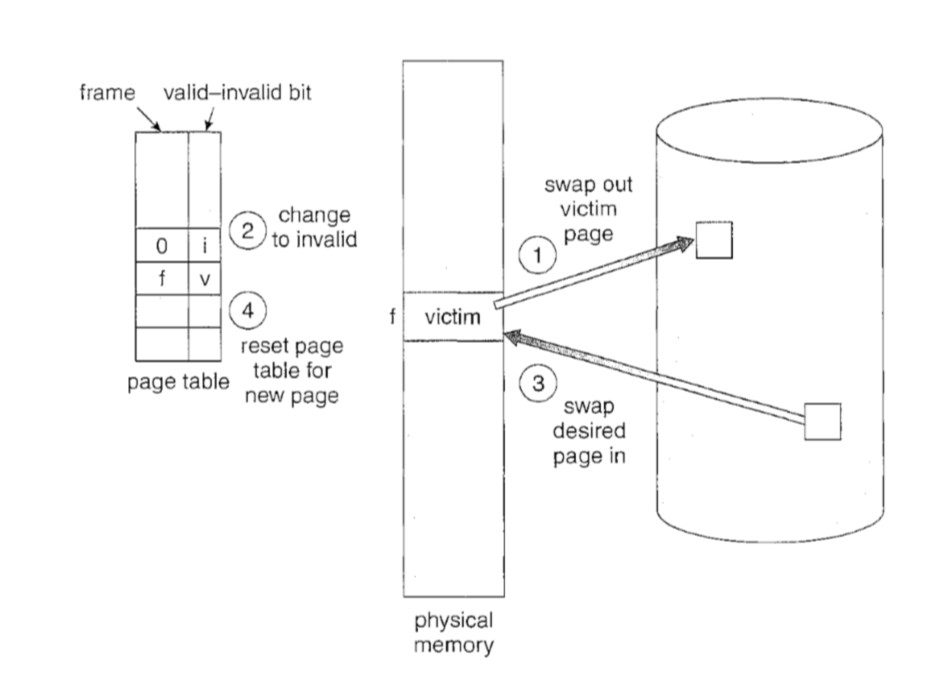 frame
valid–invalid bit
0 i
f v
page table
2
change
to invalid
4
reset page
table for
new page
f
victim
physical
memory
swap out
victim
page
1
3
swap
desired
page in